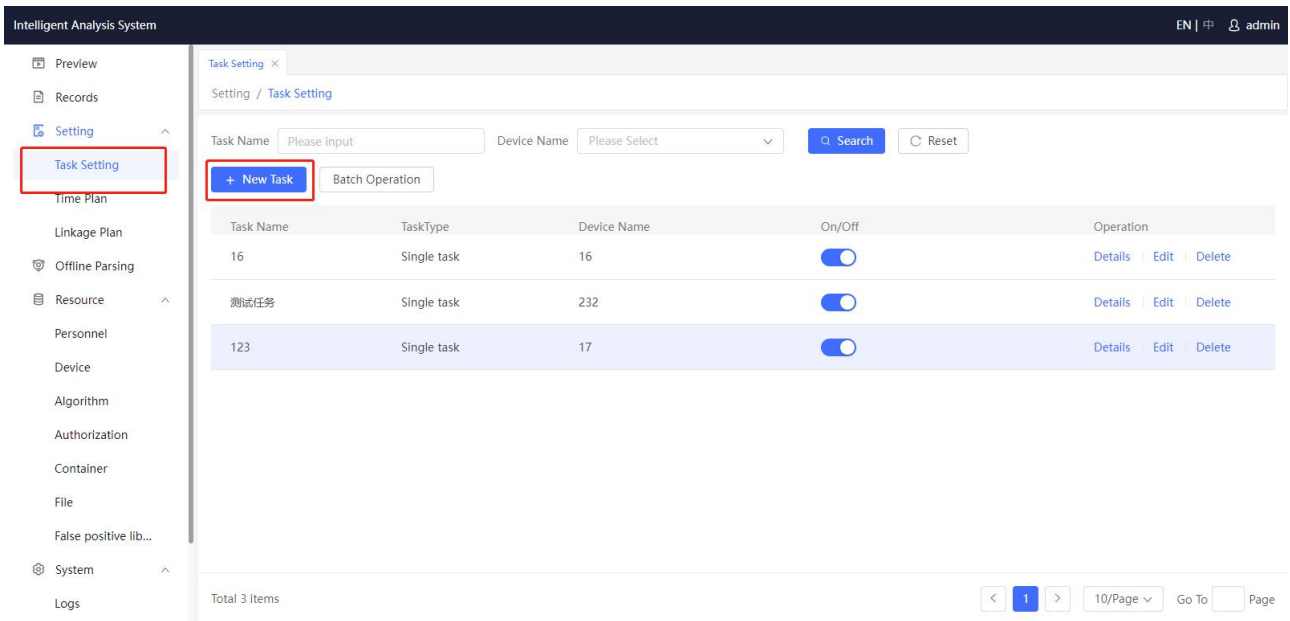 Intelligent Analysis System EN | 中 admin
Preview
Records
Setting
Task Setting
Time Plan
Linkage Plan
Offline Parsing
Resource
Personnel
Device
Algorithm
Authorization
Container
File
False positive lib...
System
Logs
Task Setting ×
Setting / Task Setting
Task Name Please input Device Name Please Select Search Reset
+ New Task Batch Operation
Task Name TaskType Device Name On/Off Operation
16 Single task 16 Details Edit Delete
测试任务 Single task 232 Details Edit Delete
123 Single task 17 Details Edit Delete
Total 3 items < 1 > 10/Page Go To Page